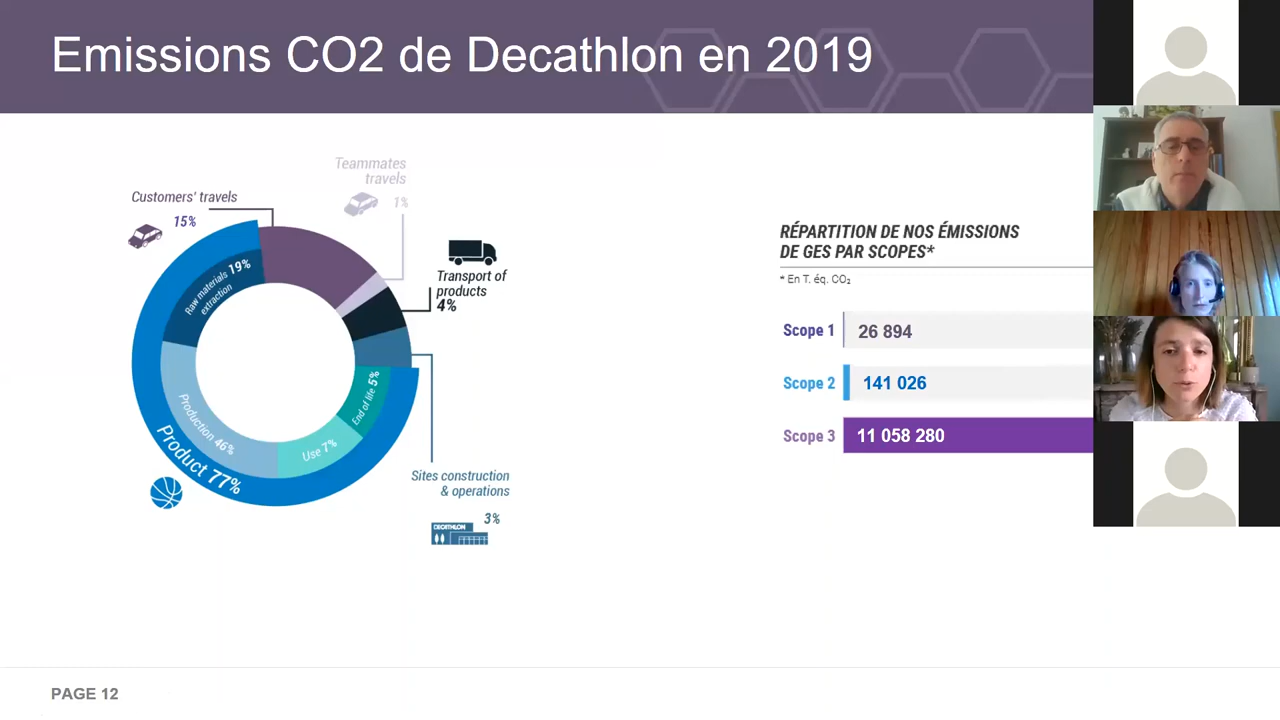 Emissions CO2 de Decathlon en 2019
Teammates
travels
1%
Customers' travels
15%
Transport of
products
4%
Raw materials 19%
extraction
Production 46%
Product 77%
Use 7%
End of life 5%
Sites construction
& operations
3%
DECATHLON
RÉPARTITION DE NOS ÉMISSIONS
DE GES PAR SCOPES*
* En T. éq. CO₂
Scope 1 26 894
Scope 2 141 026
Scope 3 11 058 280
PAGE 12